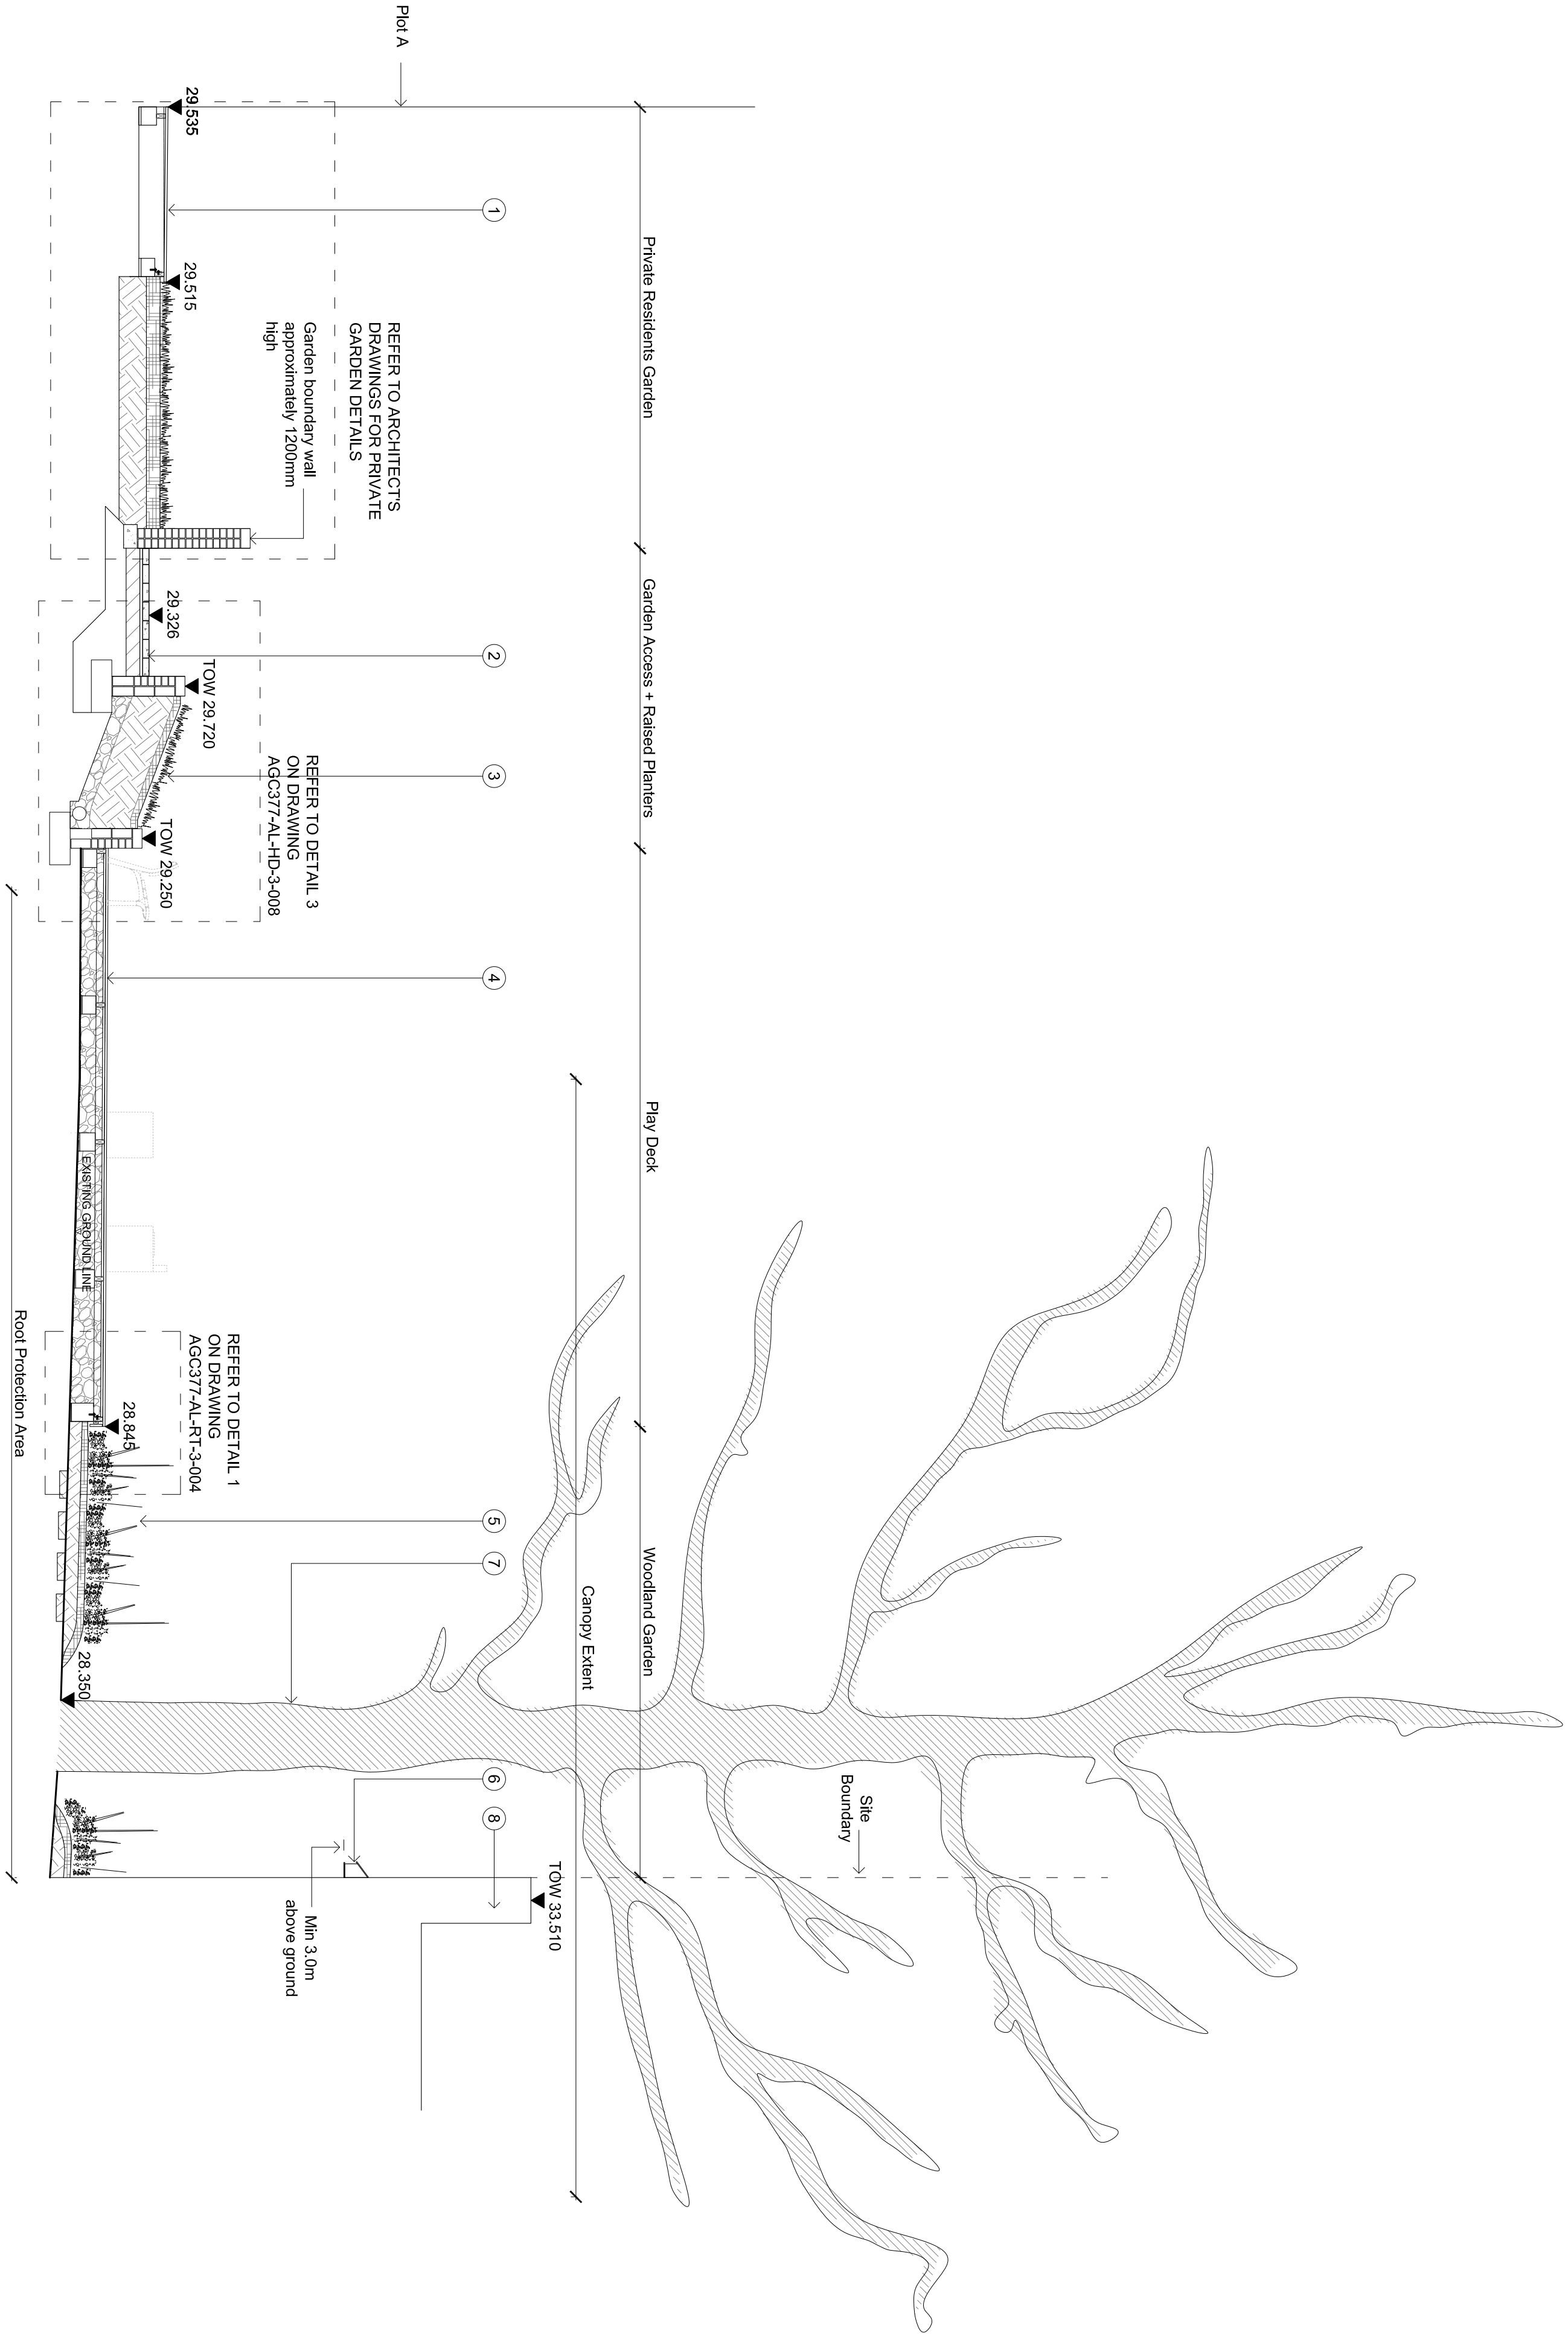 Plot A
Private Residents Garden
Garden Access + Raised Planters
Play Deck
Woodland Garden
Canopy Extent
Site
Boundary
1
2
3
4
5
7
6
8
REFER TO ARCHITECT'S
DRAWINGS FOR PRIVATE
GARDEN DETAILS
Garden boundary wall
approximately 1200mm
high
REFER TO DETAIL 3
ON DRAWING
AGC377-AL-HD-3-008
REFER TO DETAIL 1
ON DRAWING
AGC377-AL-RT-3-004
TOW 33.510
Min 3.0m
above ground
29.535
29.515
29.326
TOW 29.720
TOW 29.250
28.845
28.350
EXISTING GROUND LINE
Root Protection Area